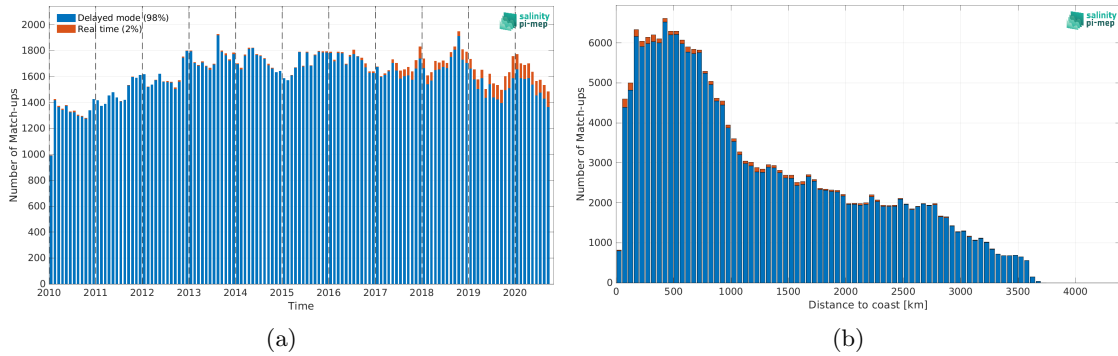 Delayed mode (98%)
Real time (2%)
salinity
pi-mep
Number of Match-ups
2000
1800
1600
1400
1200
1000
800
600
400
200
0
2010 2011 2012 2013 2014 2015 2016 2017 2018 2019 2020
Time
(a)
salinity
pi-mep
Number of Match-ups
6000
5000
4000
3000
2000
1000
0
0 500 1000 1500 2000 2500 3000 3500 4000
Distance to coast [km]
(b)